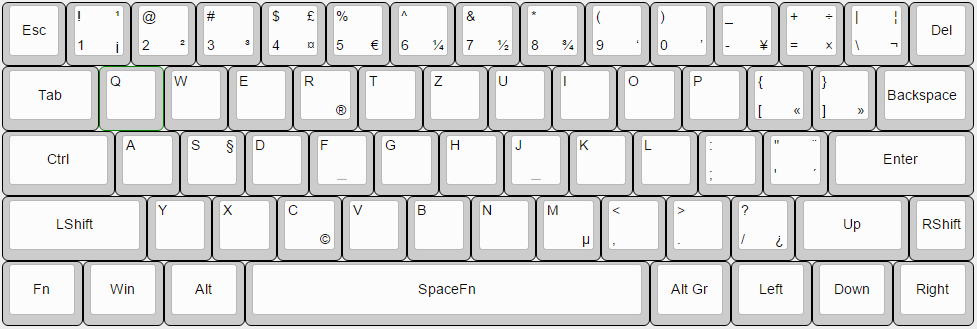 Esc ! ¹ @ # $ £ % ^ & * ( ) _ + ÷ | ¦ Del
1 ¡ 2 ² 3 ³ 4 ¤ 5 € 6 ¼ 7 ½ 8 ¾ 9 ‘ 0 ’ - ¥ = × \ ¬
Tab Q W E R T Z U I O P { } Backspace
® [ « ] »
Ctrl A S § D F G H J K L : " ¨ Enter
_ _ ; ' ´
LShift Y X C V B N M < > ? Up RShift
© µ , . / ¿
Fn Win Alt SpaceFn Alt Gr Left Down Right